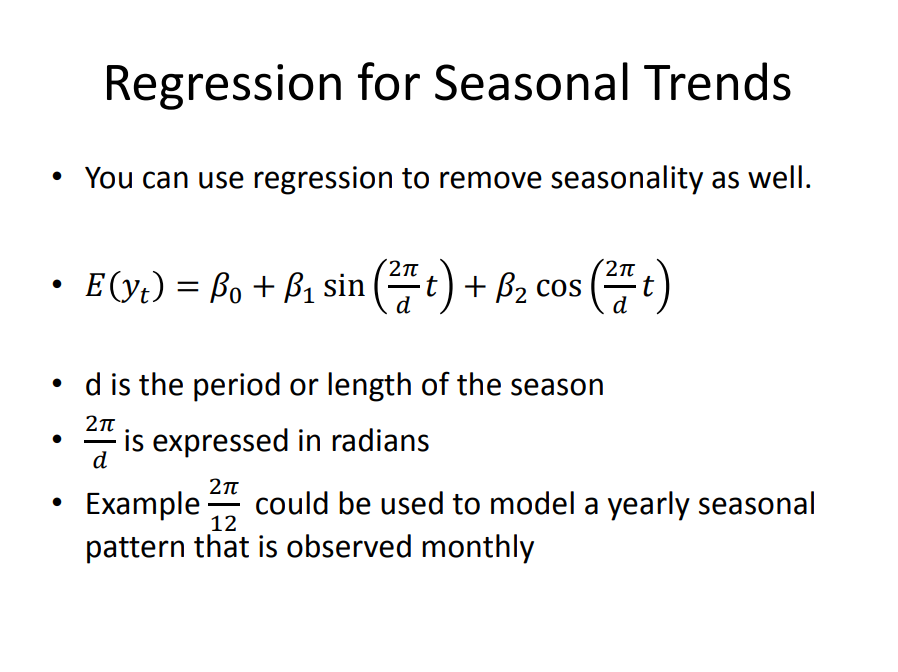 Regression for Seasonal Trends
• You can use regression to remove seasonality as well.
• 𝐸(𝑦ₜ) = 𝛽₀ + 𝛽₁ sin(2𝜋/𝑑 𝑡) + 𝛽₂ cos(2𝜋/𝑑 𝑡)
• d is the period or length of the season
• 2𝜋/𝑑 is expressed in radians
• Example 2𝜋/12 could be used to model a yearly seasonal
pattern that is observed monthly